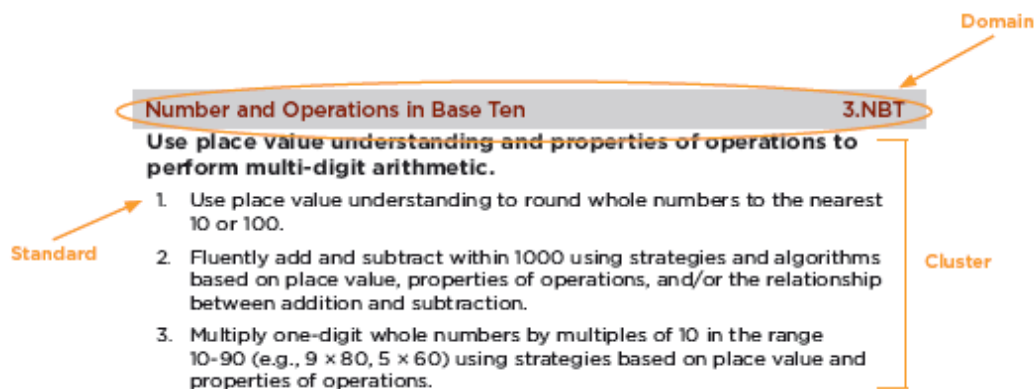 Domain
Number and Operations in Base Ten 3.NBT
Use place value understanding and properties of operations to
perform multi-digit arithmetic.
1. Use place value understanding to round whole numbers to the nearest
10 or 100.
Standard
2. Fluently add and subtract within 1000 using strategies and algorithms
based on place value, properties of operations, and/or the relationship
between addition and subtraction.
Cluster
3. Multiply one-digit whole numbers by multiples of 10 in the range
10-90 (e.g., 9 × 80, 5 × 60) using strategies based on place value and
properties of operations.